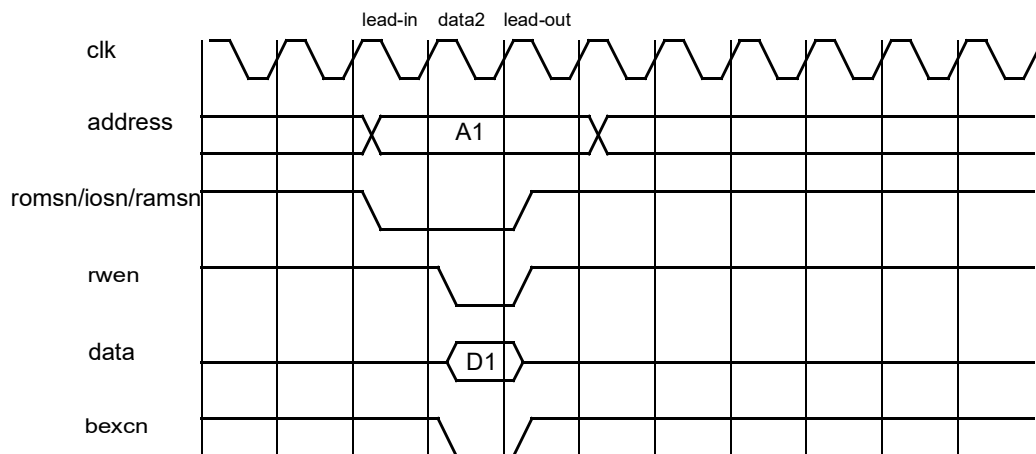 lead-in data2 lead-out
clk
address A1
romsn/iosn/ramsn
rwen
data D1
bexcn